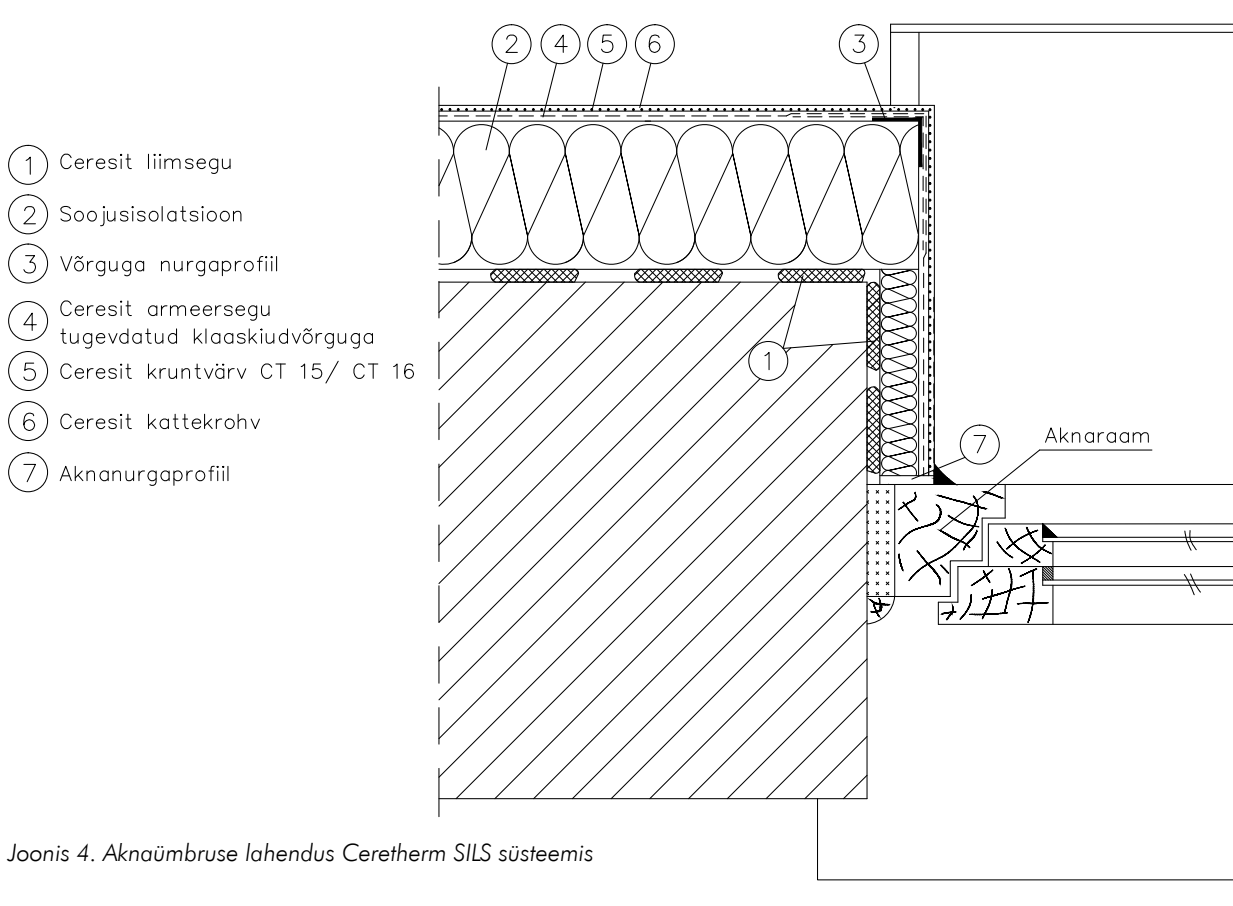 2 4 5 6 3
1 Ceresit liimsegu
2 Soojusisolatsioon
3 Võrguga nurgaprofiil
4 Ceresit armeersegu
tugevdatud klaaskiudvõrguga
5 Ceresit kruntvärv CT 15/ CT 16
6 Ceresit kattekrohv
7 Aknanurgaprofiil
1
7
Aknaraam
Joonis 4. Aknaümbruse lahendus Ceretherm SILS süsteemis